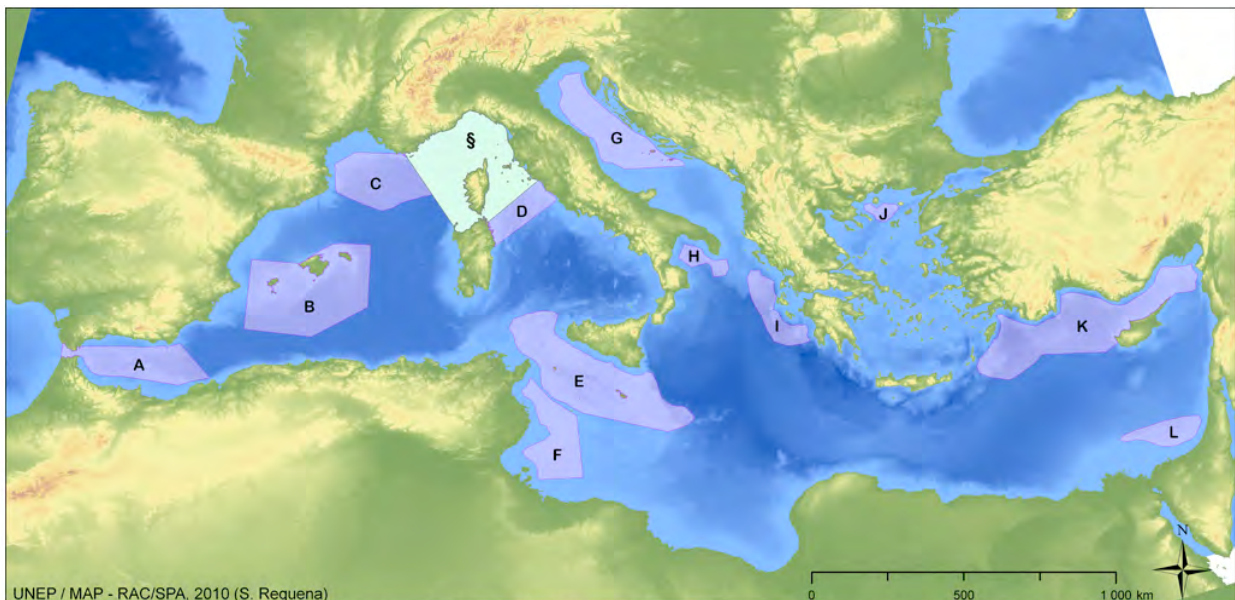 §
G
C
D
J
H
B
I
K
A
E
L
F
N
0 500 1 000 km
UNEP / MAP - RAC/SPA, 2010 (S. Requena)